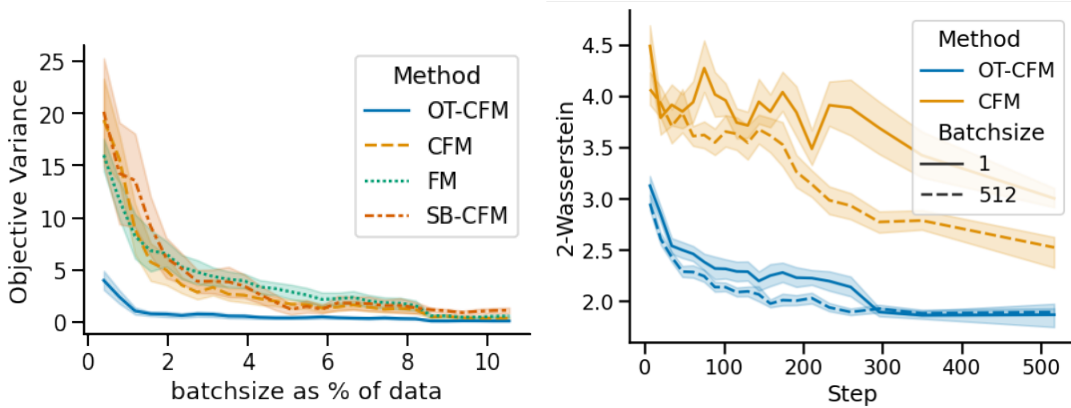 Objective Variance
25
20
15
10
5
0
0 2 4 6 8 10
batchsize as % of data
Method
OT-CFM
CFM
FM
SB-CFM
2-Wasserstein
4.5
4.0
3.5
3.0
2.5
2.0
0 100 200 300 400 500
Step
Method
OT-CFM
CFM
Batchsize
1
512